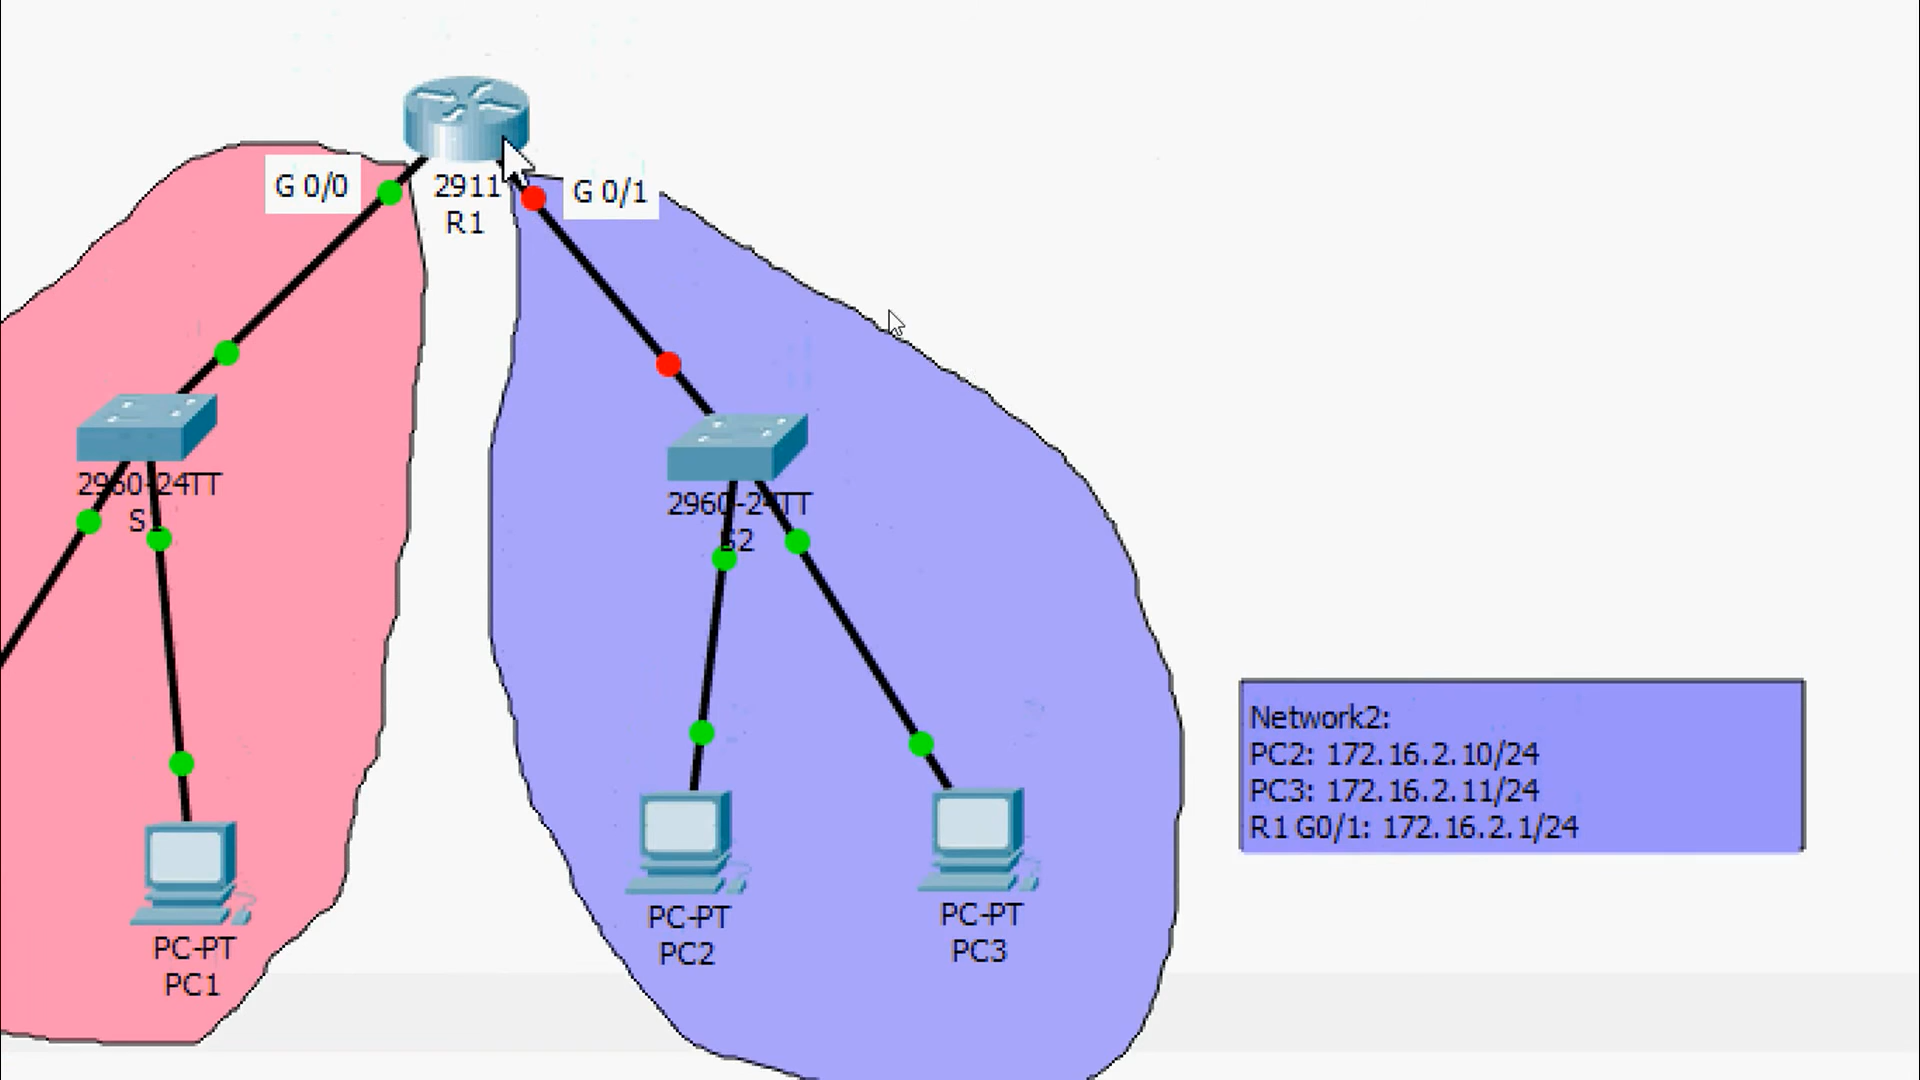 G 0/0
2911
R1
G 0/1
2960-24TT
S
2960-24TT
S2
PC-PT
PC1
PC-PT
PC2
PC-PT
PC3
Network2:
PC2: 172.16.2.10/24
PC3: 172.16.2.11/24
R1 G0/1: 172.16.2.1/24